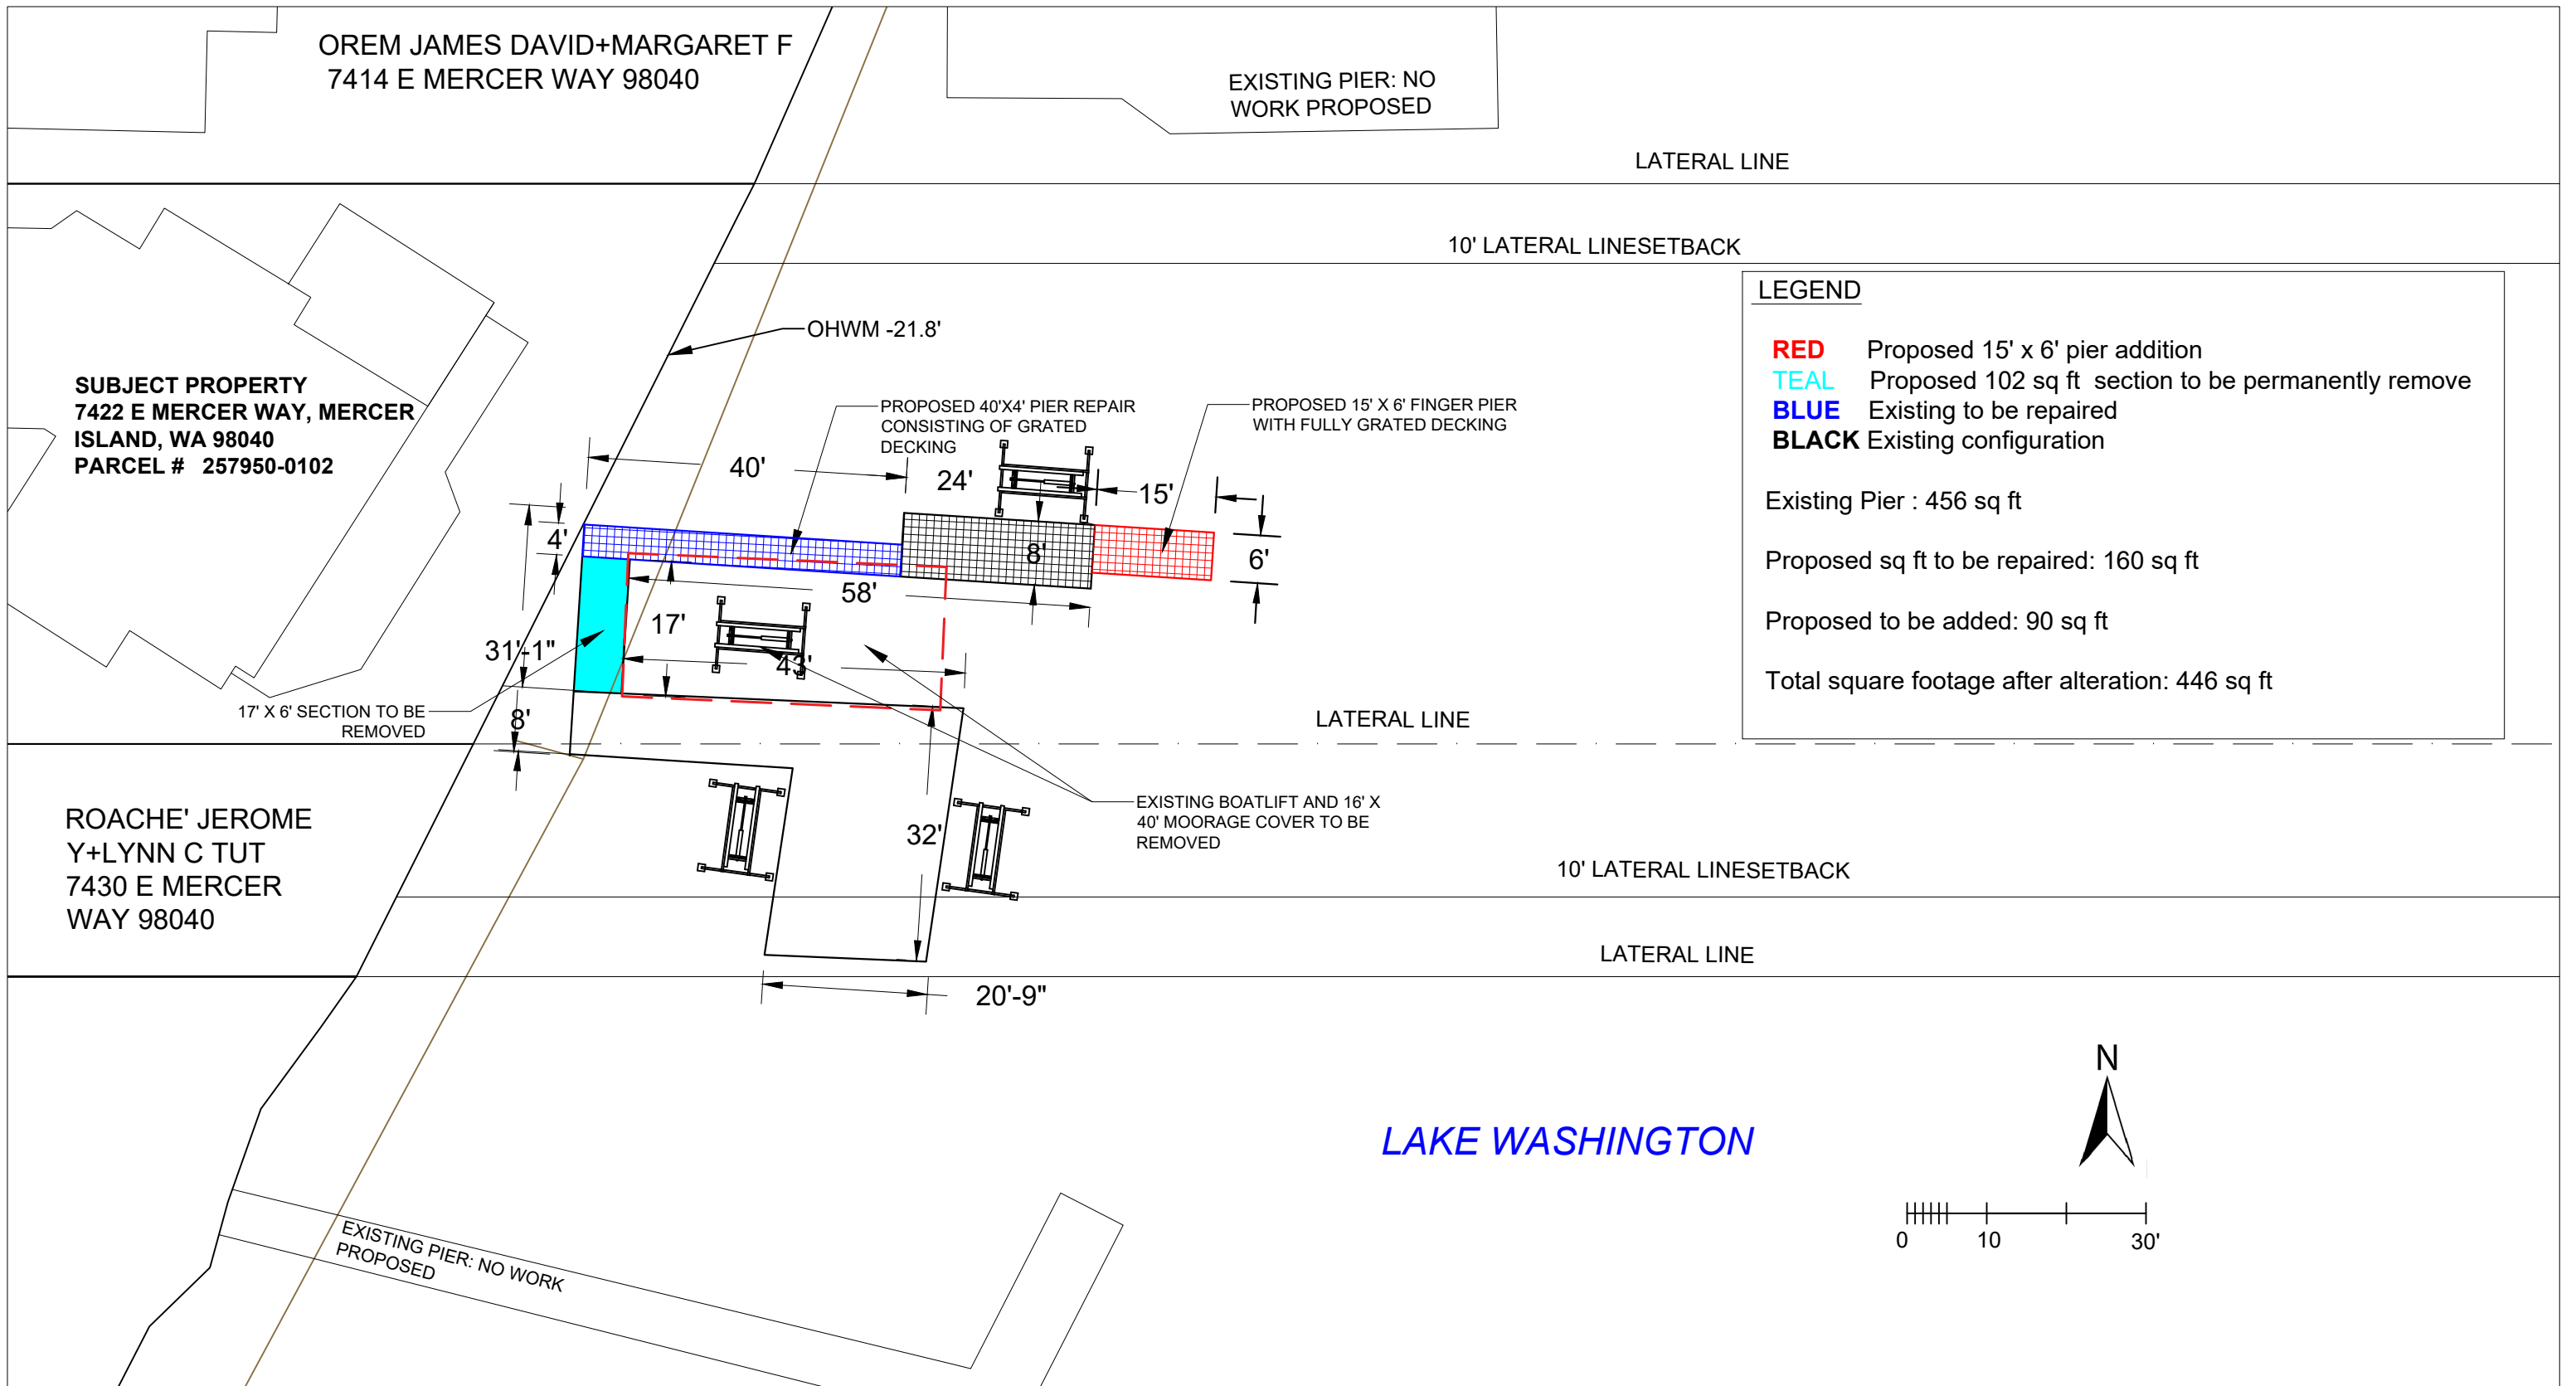 OREM JAMES DAVID+MARGARET F
7414 E MERCER WAY 98040
EXISTING PIER: NO
WORK PROPOSED
LATERAL LINE
10' LATERAL LINESETBACK
LEGEND
RED Proposed 15' x 6' pier addition
TEAL Proposed 102 sq ft section to be permanently remove
BLUE Existing to be repaired
BLACK Existing configuration
Existing Pier : 456 sq ft
Proposed sq ft to be repaired: 160 sq ft
Proposed to be added: 90 sq ft
Total square footage after alteration: 446 sq ft
OHWM -21.8'
SUBJECT PROPERTY
7422 E MERCER WAY, MERCER
ISLAND, WA 98040
PARCEL # 257950-0102
PROPOSED 40'X4' PIER REPAIR
CONSISTING OF GRATED
DECKING
PROPOSED 15' X 6' FINGER PIER
WITH FULLY GRATED DECKING
40'
24'
15'
4'
8'
6'
58'
17'
31'-1"
43'
17' X 6' SECTION TO BE
REMOVED
8'
LATERAL LINE
EXISTING BOATLIFT AND 16' X
40' MOORAGE COVER TO BE
REMOVED
32'
ROACHE' JEROME
Y+LYNN C TUT
7430 E MERCER
WAY 98040
10' LATERAL LINESETBACK
LATERAL LINE
20'-9"
N
LAKE WASHINGTON
0 10 30'
EXISTING PIER: NO WORK
PROPOSED